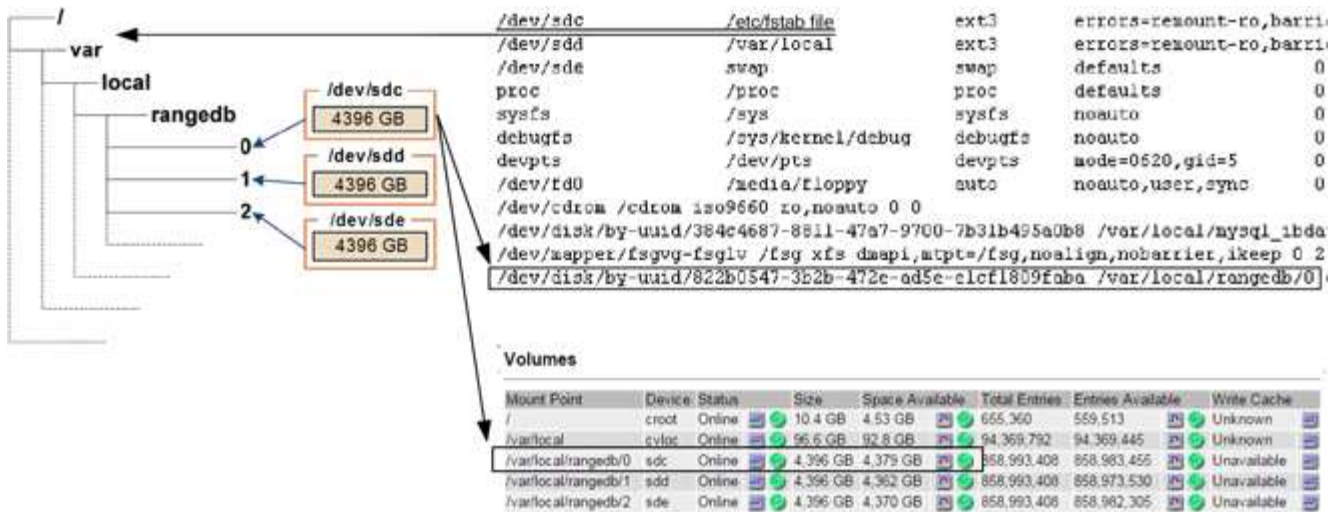 /
var
local
rangedb
0
1
2
/dev/sdc
4396 GB
/dev/sdd
4396 GB
/dev/sde
4396 GB
/dev/sdc /etc/fstab file ext3 errors=remount-ro,barri
/dev/sdd /var/local ext3 errors=remount-ro,barri
/dev/sde swap swap defaults 0
proc /proc proc defaults 0
sysfs /sys sysfs noauto 0
debugfs /sys/kernel/debug debugfs noauto 0
devpts /dev/pts devpts mode=0620,gid=5 0
/dev/fd0 /media/floppy auto noauto,user,sync 0
/dev/cdrom /cdrom iso9660 ro,noauto 0 0
/dev/disk/by-uuid/384c4687-8811-47a7-9700-7b31b495a0b8 /var/local/mysql_ibda
/dev/mapper/fsgvg-fsglv /fsg xfs dmapi,mtpt=/fsg,noalign,nobarrier,ikeep 0 2
/dev/disk/by-uuid/822b0547-3b2b-472e-ad5e-e1cf1809faba /var/local/rangedb/0
Volumes
Mount Point Device Status Size Space Available Total Entries Entries Available Write Cache
/ croot Online 10.4 GB 4.53 GB 655,360 559,513 Unknown
/var/local cvloc Online 96.6 GB 92.8 GB 94,369,792 94,369,445 Unknown
/var/local/rangedb/0 sdc Online 4,396 GB 4,379 GB 858,993,408 858,983,455 Unavailable
/var/local/rangedb/1 sdd Online 4,396 GB 4,362 GB 858,993,408 858,973,530 Unavailable
/var/local/rangedb/2 sde Online 4,396 GB 4,370 GB 858,993,408 858,982,305 Unavailable